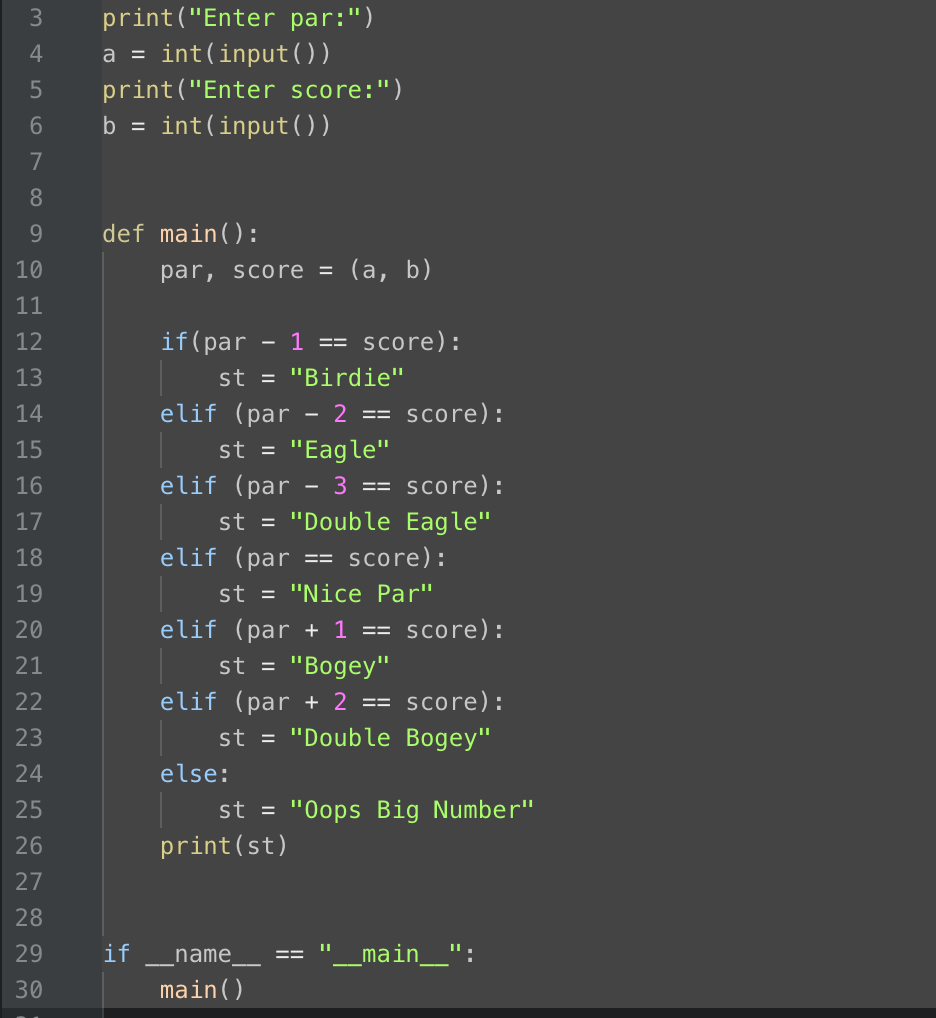 3 print("Enter par:")
4 a = int(input())
5 print("Enter score:")
6 b = int(input())
7
8
9 def main():
10     par, score = (a, b)
11
12     if(par - 1 == score):
13         st = "Birdie"
14     elif (par - 2 == score):
15         st = "Eagle"
16     elif (par - 3 == score):
17         st = "Double Eagle"
18     elif (par == score):
19         st = "Nice Par"
20     elif (par + 1 == score):
21         st = "Bogey"
22     elif (par + 2 == score):
23         st = "Double Bogey"
24     else:
25         st = "Oops Big Number"
26     print(st)
27
28
29 if __name__ == "__main__":
30     main()